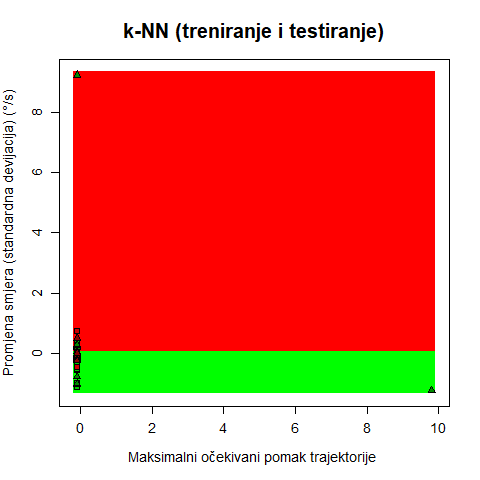 k-NN (treniranje i testiranje)
Promjena smjera (standardna devijacija) (°/s)
8
6
4
2
0
0 2 4 6 8 10
Maksimalni očekivani pomak trajektorije